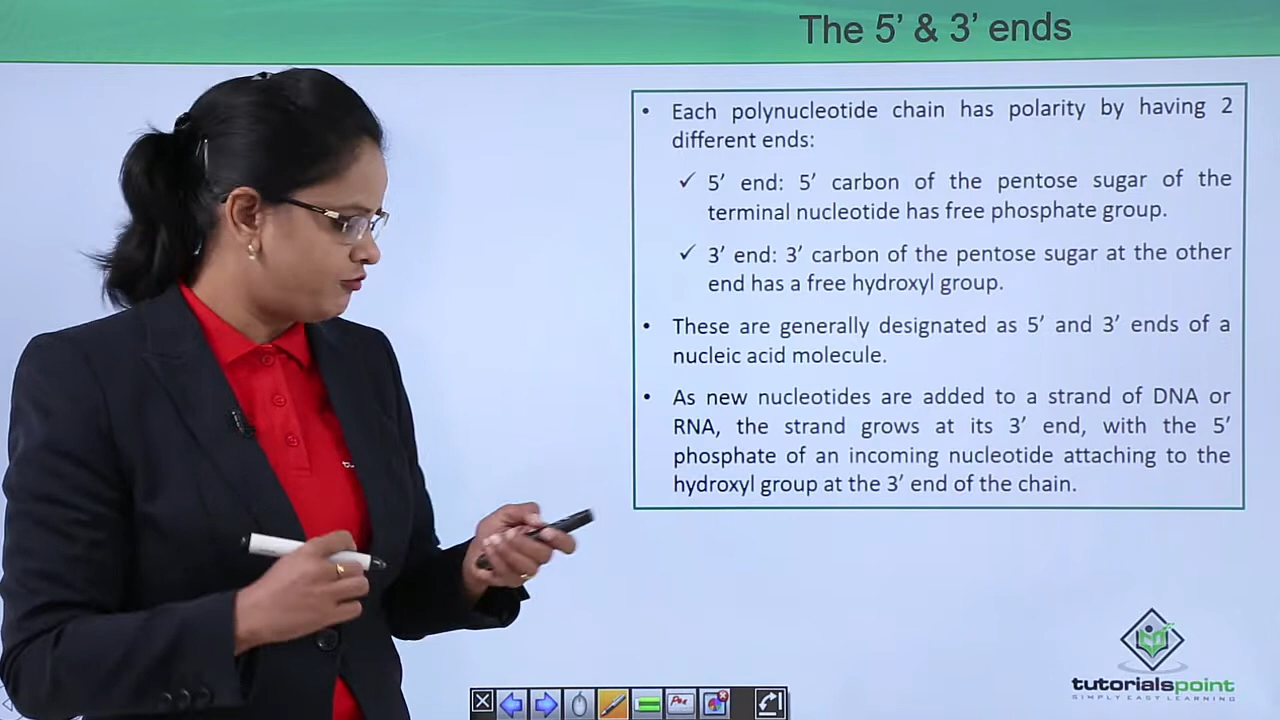 The 5’ & 3’ ends
• Each polynucleotide chain has polarity by having 2
different ends:
✓ 5’ end: 5’ carbon of the pentose sugar of the
terminal nucleotide has free phosphate group.
✓ 3’ end: 3’ carbon of the pentose sugar at the other
end has a free hydroxyl group.
• These are generally designated as 5’ and 3’ ends of a
nucleic acid molecule.
• As new nucleotides are added to a strand of DNA or
RNA, the strand grows at its 3’ end, with the 5’
phosphate of an incoming nucleotide attaching to the
hydroxyl group at the 3’ end of the chain.
tutorialspoint
SIMPLY EASY LEARNING